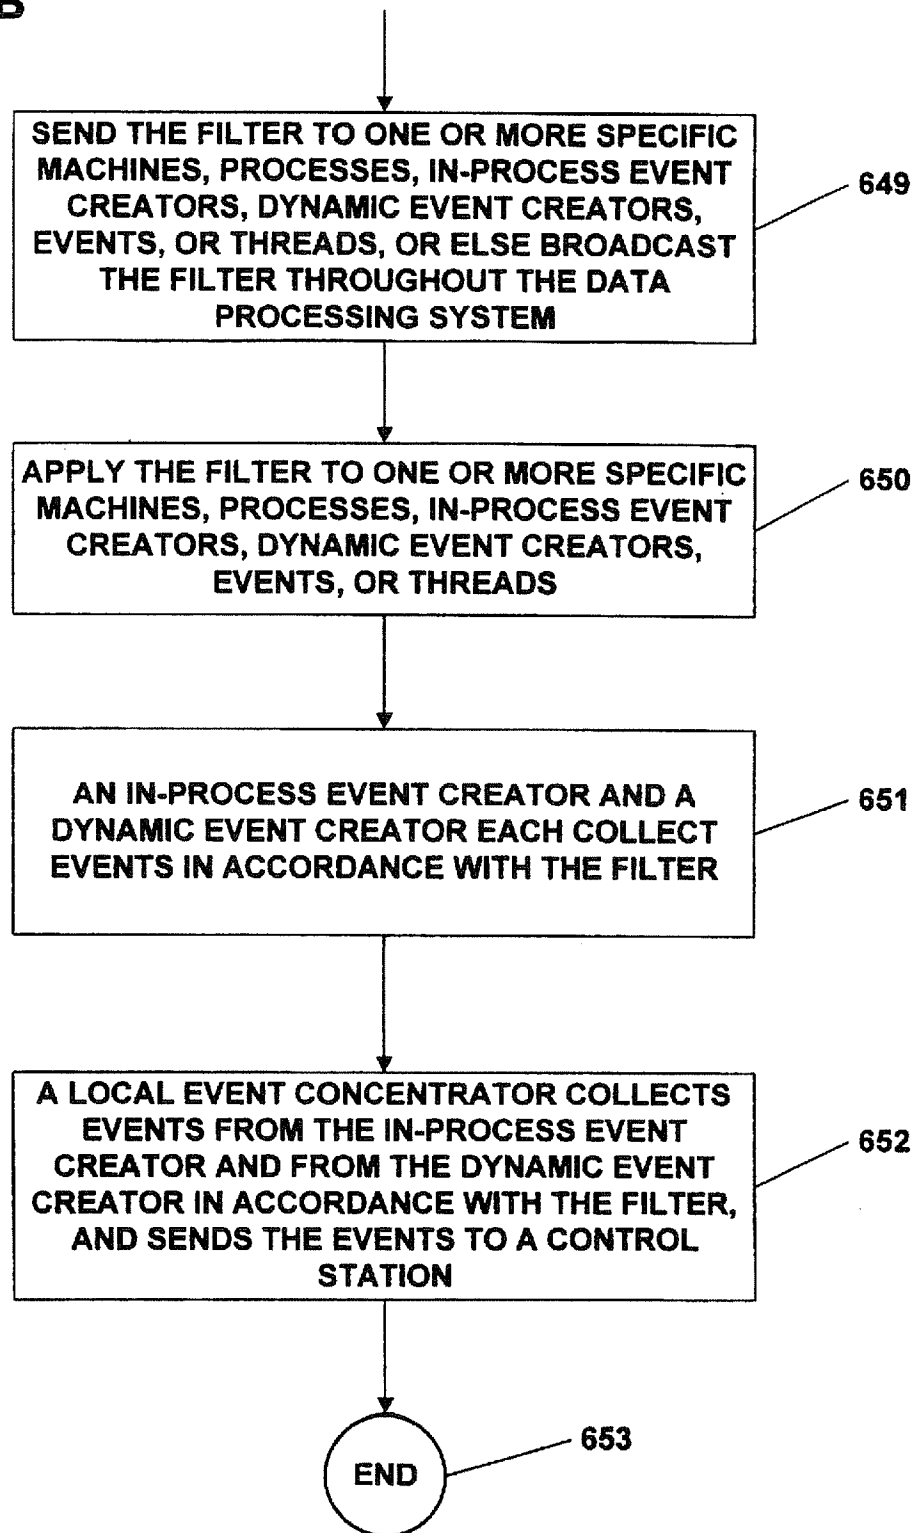 B
SEND THE FILTER TO ONE OR MORE SPECIFIC
MACHINES, PROCESSES, IN-PROCESS EVENT
CREATORS, DYNAMIC EVENT CREATORS,
EVENTS, OR THREADS, OR ELSE BROADCAST
THE FILTER THROUGHOUT THE DATA
PROCESSING SYSTEM
649
APPLY THE FILTER TO ONE OR MORE SPECIFIC
MACHINES, PROCESSES, IN-PROCESS EVENT
CREATORS, DYNAMIC EVENT CREATORS,
EVENTS, OR THREADS
650
AN IN-PROCESS EVENT CREATOR AND A
DYNAMIC EVENT CREATOR EACH COLLECT
EVENTS IN ACCORDANCE WITH THE FILTER
651
A LOCAL EVENT CONCENTRATOR COLLECTS
EVENTS FROM THE IN-PROCESS EVENT
CREATOR AND FROM THE DYNAMIC EVENT
CREATOR IN ACCORDANCE WITH THE FILTER,
AND SENDS THE EVENTS TO A CONTROL
STATION
652
END
653